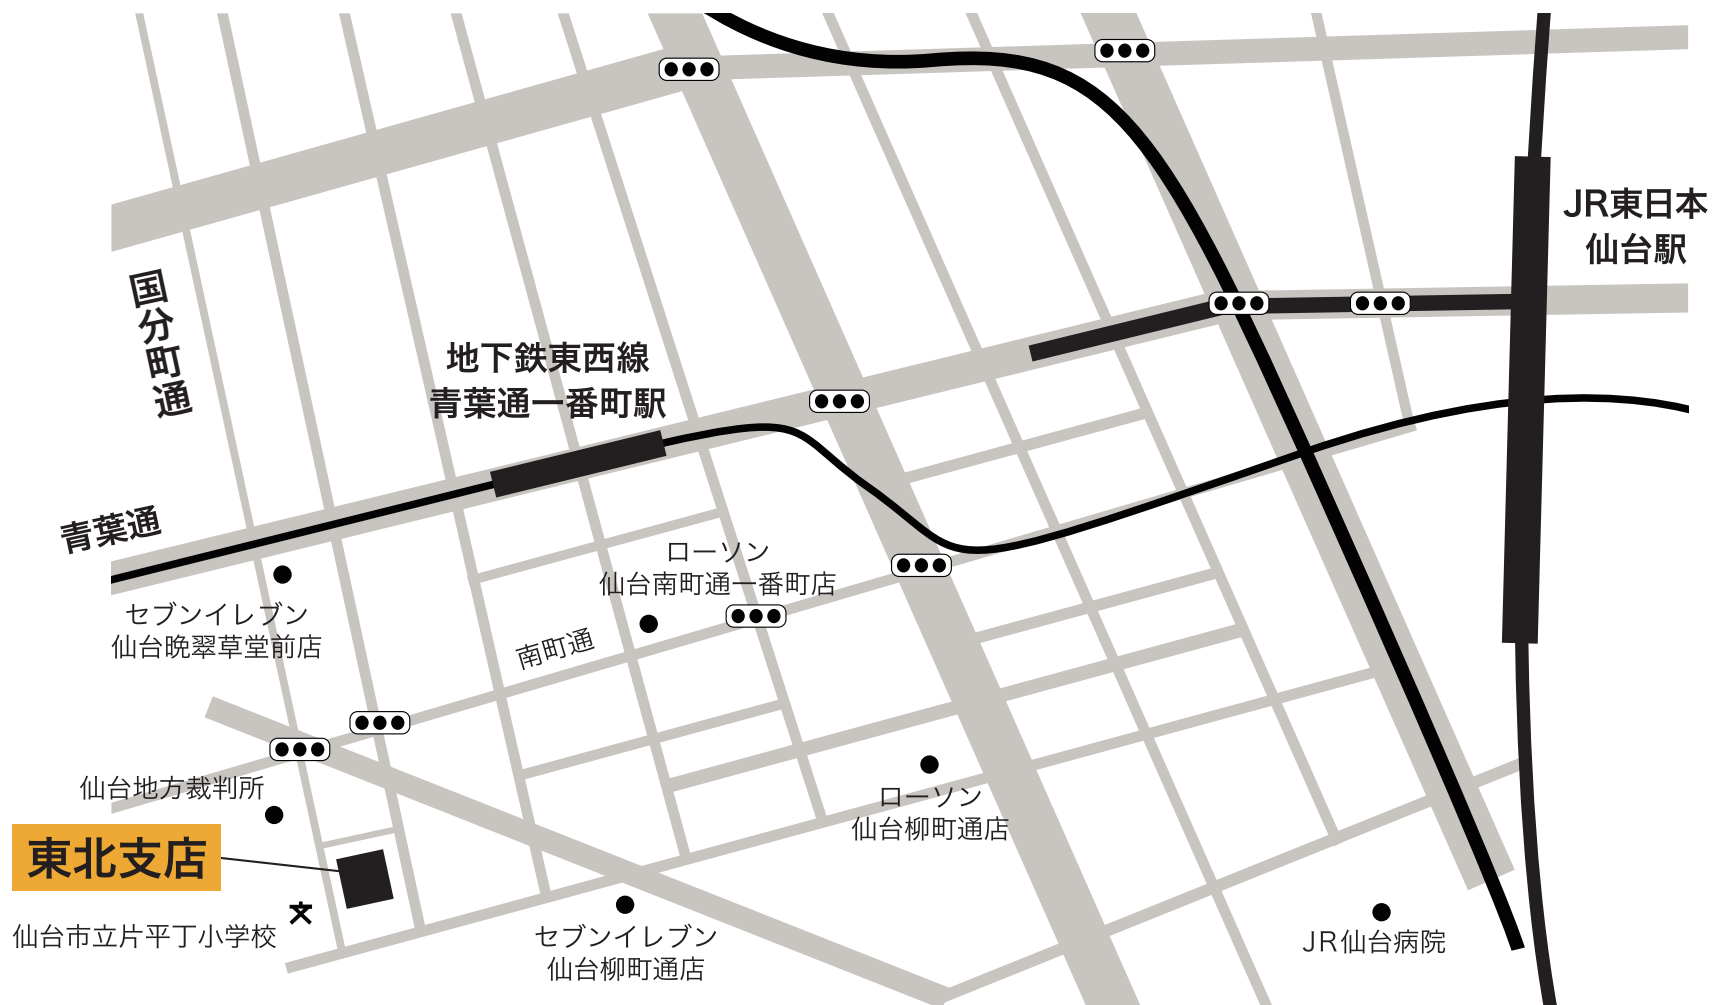 JR東日本
仙台駅
国分町通
地下鉄東西線
青葉通一番町駅
青葉通
ローソン
仙台南町通一番町店
セブンイレブン
仙台晩翠草堂前店
南町通
仙台地方裁判所
ローソン
仙台柳町通店
東北支店
仙台市立片平丁小学校
セブンイレブン
仙台柳町通店
JR仙台病院